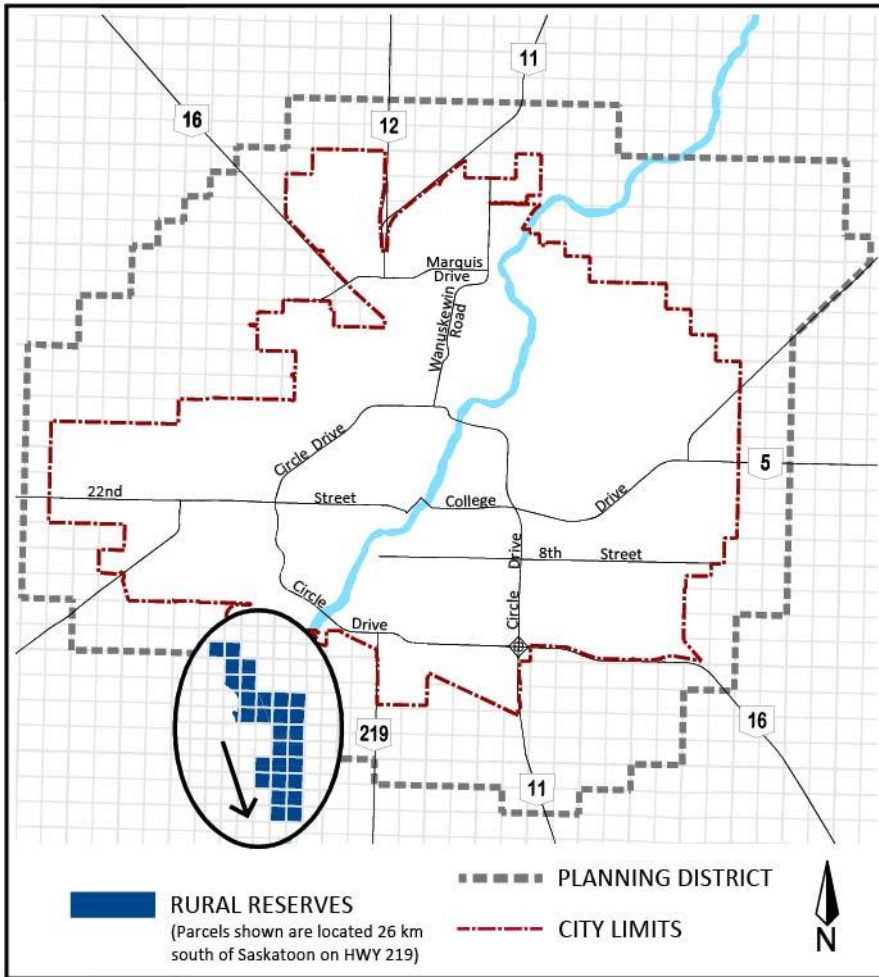 11
16
12
Marquis
Drive
Wanuskewin
Road
Circle Drive
5
22nd
Street
College
Drive
Drive
8th
Street
Circle
Drive
Circle
16
219
11
RURAL RESERVES
(Parcels shown are located 26 km
south of Saskatoon on HWY 219)
PLANNING DISTRICT
CITY LIMITS
N